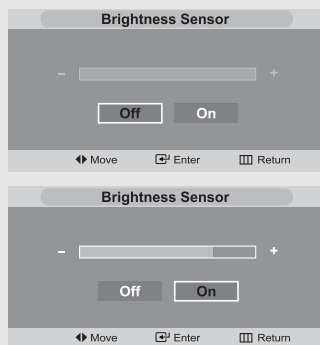 Brightness Sensor
- +
Off On
Move Enter Return
Brightness Sensor
- +
Off On
Move Enter Return